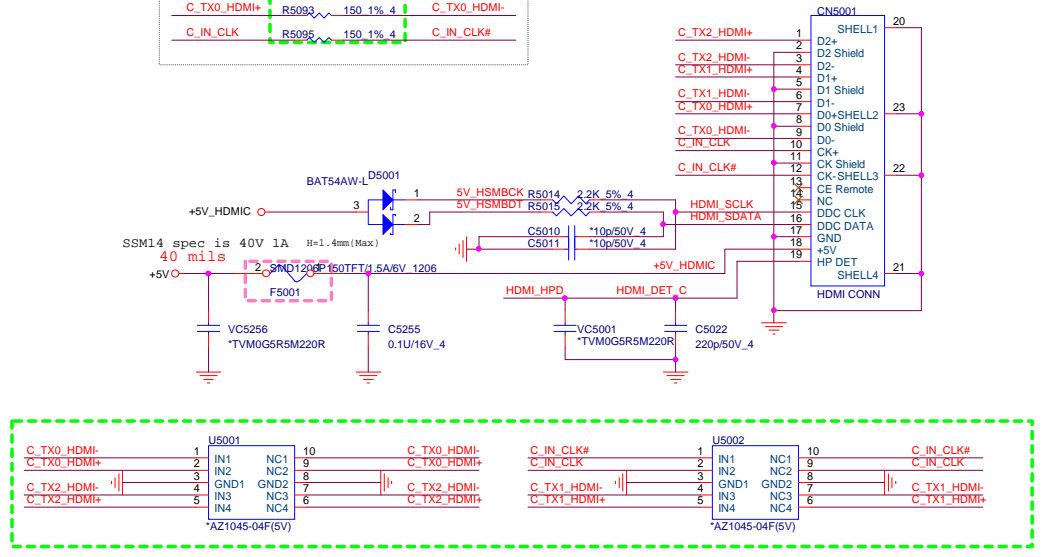 C_TX0_HDMI+ R5093 150_1%_4 C_TX0_HDMI-
C_IN_CLK R5095 150_1%_4 C_IN_CLK#
CN5001
SHELL1 20
C_TX2_HDMI+ 1 D2+
2 D2 Shield
C_TX2_HDMI- 3 D2-
C_TX1_HDMI+ 4 D1+
5 D1 Shield
C_TX1_HDMI- 6 D1-
C_TX0_HDMI+ 7 D0+ SHELL2 23
8 D0 Shield
C_TX0_HDMI- 9 D0-
C_IN_CLK 10 CK+
11 CK Shield
C_IN_CLK# 12 CK- SHELL3 22
13 CE Remote
14 NC
HDMI_SCLK 15 DDC CLK
HDMI_SDATA 16 DDC DATA
17 GND
18 +5V
19 HP DET
SHELL4 21
HDMI CONN
BAT54AW-L D5001
+5V_HDMIC 3 1 2
5V_HSMBCK R5014 2.2K_5%_4
5V_HSMBDT R5015 2.2K_5%_4
C5010 *10p/50V_4
C5011 *10p/50V_4
SSM14 spec is 40V 1A H=1.4mm(Max)
40 mils
+5V 2 1 SMD1206P150TFT/1.5A/6V_1206 +5V_HDMIC
F5001
HDMI_HPD HDMI_DET_C
VC5256
*TVM0G5R5M220R
C5255
0.1U/16V_4
VC5001
*TVM0G5R5M220R
C5022
220p/50V_4
U5001
C_TX0_HDMI- 1 IN1 NC1 10 C_TX0_HDMI-
C_TX0_HDMI+ 2 IN2 NC2 9 C_TX0_HDMI+
3 GND1 GND2 8
C_TX2_HDMI- 4 IN3 NC3 7 C_TX2_HDMI-
C_TX2_HDMI+ 5 IN4 NC4 6 C_TX2_HDMI+
*AZ1045-04F(5V)
U5002
C_IN_CLK# 1 IN1 NC1 10 C_IN_CLK#
C_IN_CLK 2 IN2 NC2 9 C_IN_CLK
3 GND1 GND2 8
C_TX1_HDMI- 4 IN3 NC3 7 C_TX1_HDMI-
C_TX1_HDMI+ 5 IN4 NC4 6 C_TX1_HDMI+
*AZ1045-04F(5V)